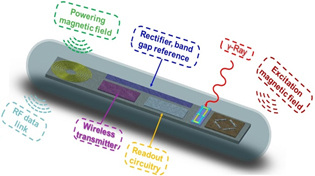 Powering
magnetic field
Rectifier, band
gap reference
γ-Ray
Excitation
magnetic field
RF data
link
Wireless
transmitter
Readout
circuitry